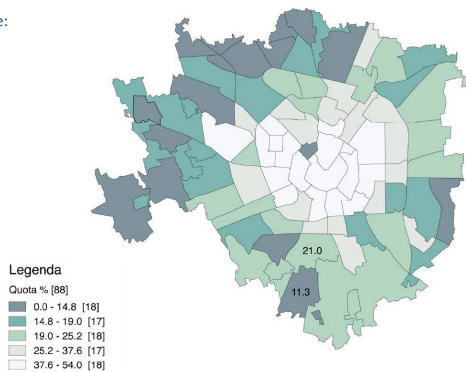 e:
21.0
11.3
Legenda
Quota % [88]
0.0 - 14.8 [18]
14.8 - 19.0 [17]
19.0 - 25.2 [18]
25.2 - 37.6 [17]
37.6 - 54.0 [18]